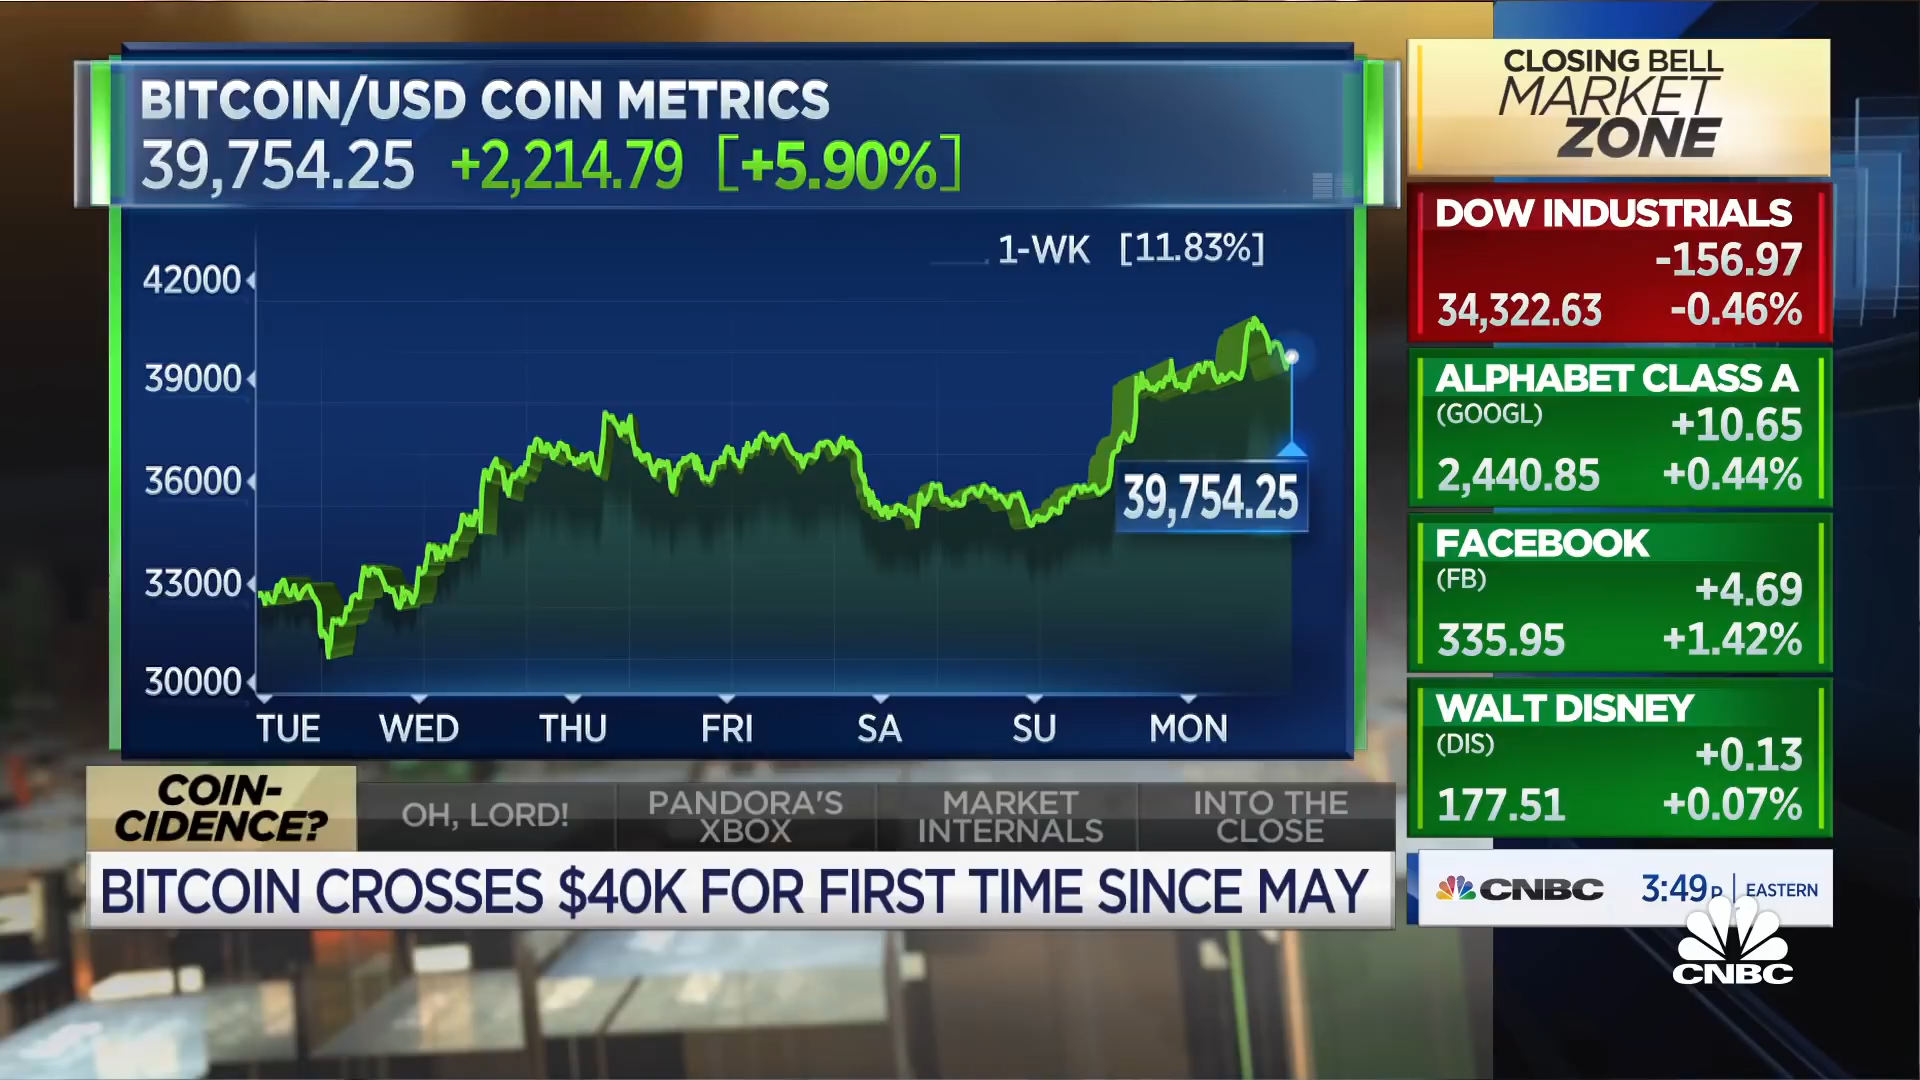 BITCOIN/USD COIN METRICS
39,754.25 +2,214.79 [+5.90%]
1-WK [11.83%]
42000
39000
36000
33000
30000
39,754.25
TUE WED THU FRI SA SU MON
COIN-
CIDENCE?
OH, LORD!
PANDORA'S
XBOX
MARKET
INTERNALS
INTO THE
CLOSE
BITCOIN CROSSES $40K FOR FIRST TIME SINCE MAY
CLOSING BELL
MARKET
ZONE
DOW INDUSTRIALS
-156.97
34,322.63 -0.46%
ALPHABET CLASS A
(GOOGL) +10.65
2,440.85 +0.44%
FACEBOOK
(FB) +4.69
335.95 +1.42%
WALT DISNEY
(DIS) +0.13
177.51 +0.07%
CNBC 3:49P EASTERN
CNBC